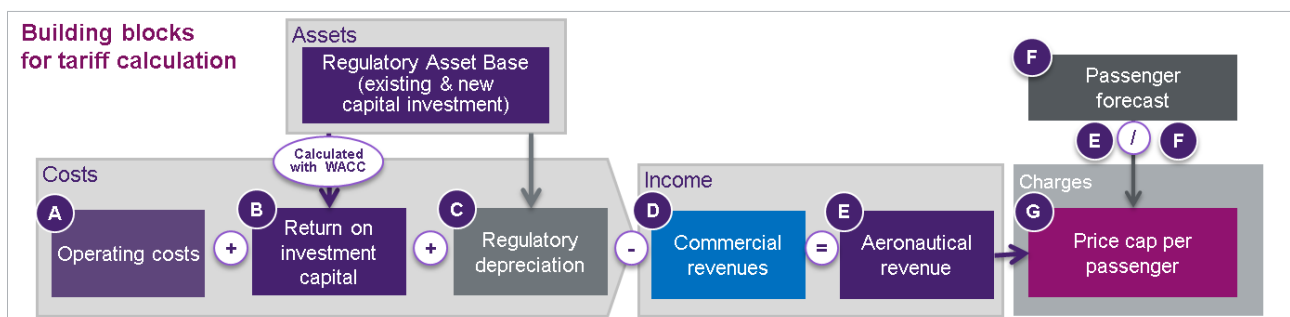 Building blocks
for tariff calculation
Assets
Regulatory Asset Base
(existing & new
capital investment)
Calculated
with WACC
Costs
A
Operating costs
+
B
Return on
investment
capital
+
C
Regulatory
depreciation
-
Income
D
Commercial
revenues
=
E
Aeronautical
revenue
F
Passenger
forecast
E / F
Charges
G
Price cap per
passenger